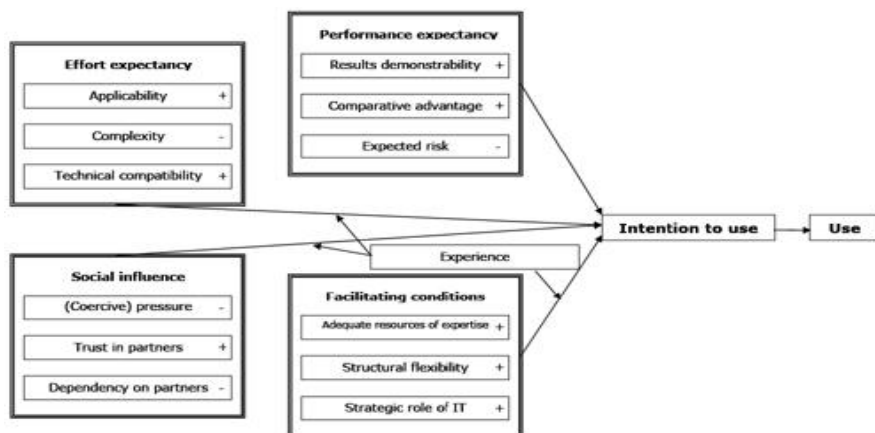 Performance expectancy
Results demonstrability +
Comparative advantage +
Expected risk -
Effort expectancy
Applicability +
Complexity -
Technical compatibility +
Intention to use
Use
Experience
Social influence
(Coercive) pressure -
Trust in partners +
Dependency on partners -
Facilitating conditions
Adequate resources of expertise +
Structural flexibility +
Strategic role of IT +